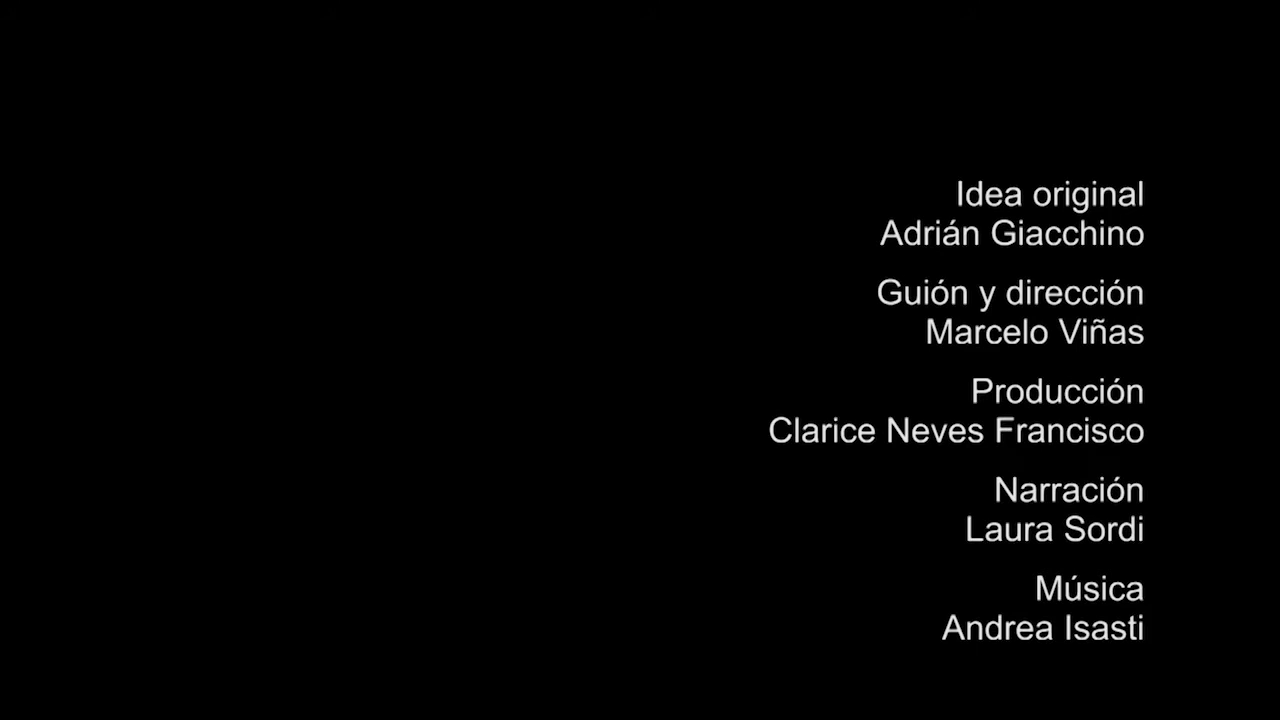 Idea original
Adrián Giacchino
Guión y dirección
Marcelo Viñas
Producción
Clarice Neves Francisco
Narración
Laura Sordi
Música
Andrea Isasti